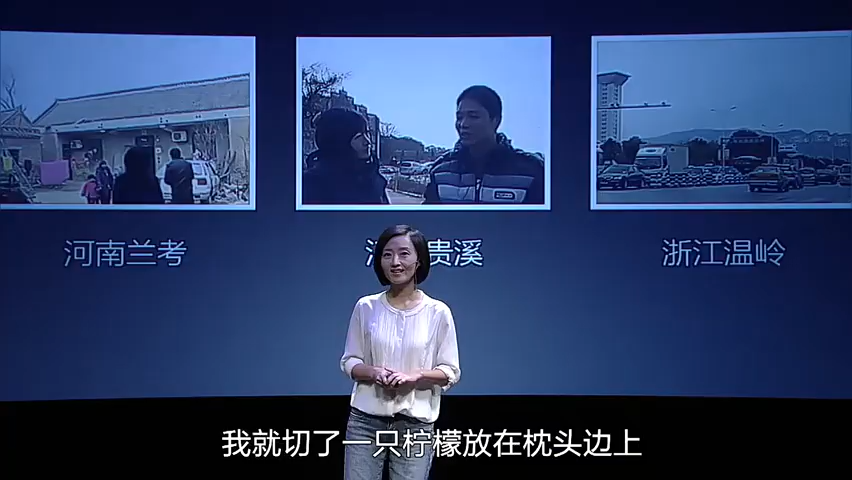 河南兰考
贵溪
浙江温岭
我就切了一只柠檬放在枕头边上